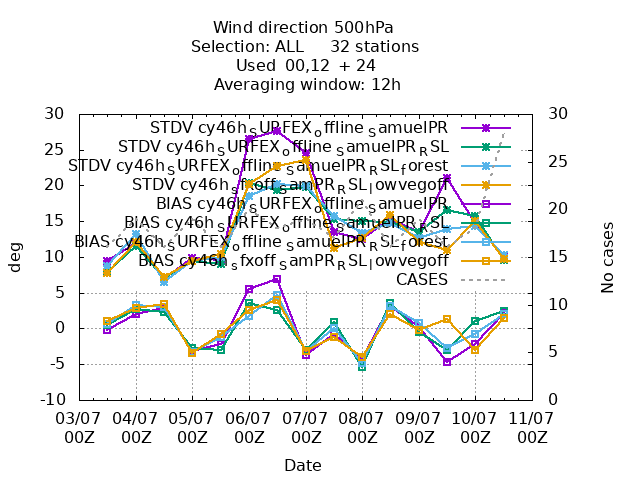 Wind direction 500hPa
Selection: ALL 32 stations
Used 00,12 + 24
Averaging window: 12h
deg
No cases
30
25
20
15
10
5
0
-5
-10
30
25
20
15
10
5
0
STDV cy46h_SURFEX_offline_SamuelPR
STDV cy46h_SURFEX_offline_SamuelPR_RSL
STDV cy46h_SURFEX_offline_SamuelPR_RSL_forest
STDV cy46h_sfxoff_SamPR_RSL_lowvegoff
BIAS cy46h_SURFEX_offline_SamuelPR
BIAS cy46h_SURFEX_offline_SamuelPR_RSL
BIAS cy46h_SURFEX_offline_SamuelPR_RSL_forest
BIAS cy46h_sfxoff_SamPR_RSL_lowvegoff
CASES
03/07 04/07 05/07 06/07 07/07 08/07 09/07 10/07 11/07
00Z 00Z 00Z 00Z 00Z 00Z 00Z 00Z 00Z
Date